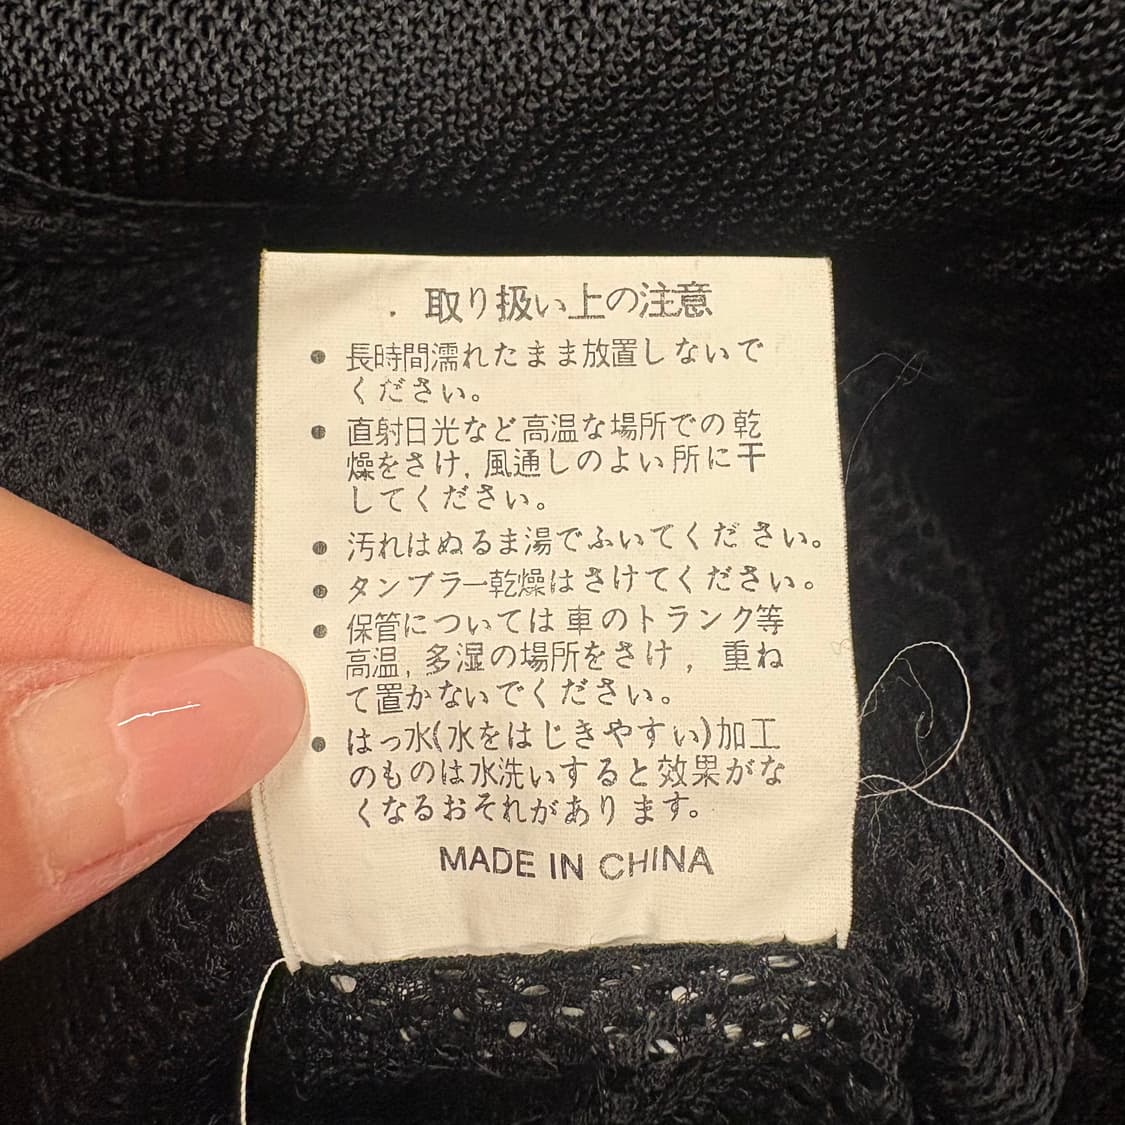 取り扱い上の注意
● 長時間濡れたまま放置しないで
ください。
● 直射日光など高温な場所での乾
燥をさけ,風通しのよい所に干
してください。
● 汚れはぬるま湯でふいてください。
● タンブラー乾燥はさけてください。
● 保管については車のトランク等
高温,多湿の場所をさけ,重ね
て置かないでください。
● はっ水(水をはじきやすい)加工
のものは水洗いすると効果がな
くなるおそれがあります。
MADE IN CHINA